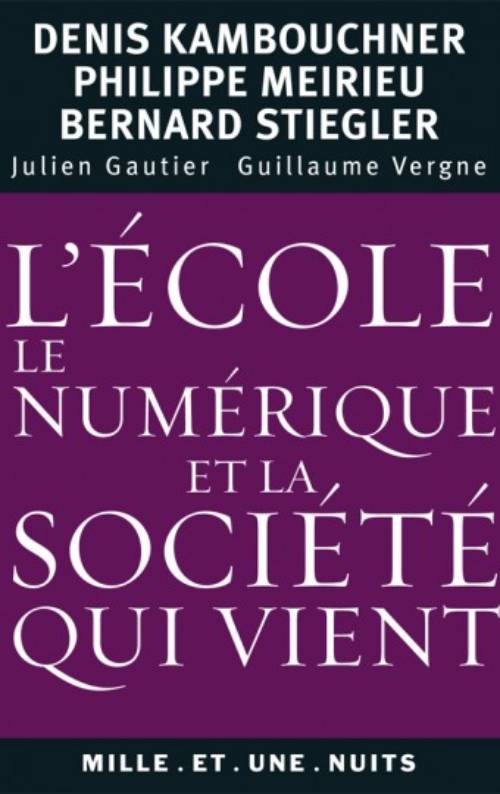 DENIS KAMBOUCHNER
PHILIPPE MEIRIEU
BERNARD STIEGLER
Julien Gautier Guillaume Vergne
L'ÉCOLE
LE
NUMÉRIQUE
ET LA
SOCIÉTÉ
QUI VIENT
MILLE.ET.UNE.NUITS